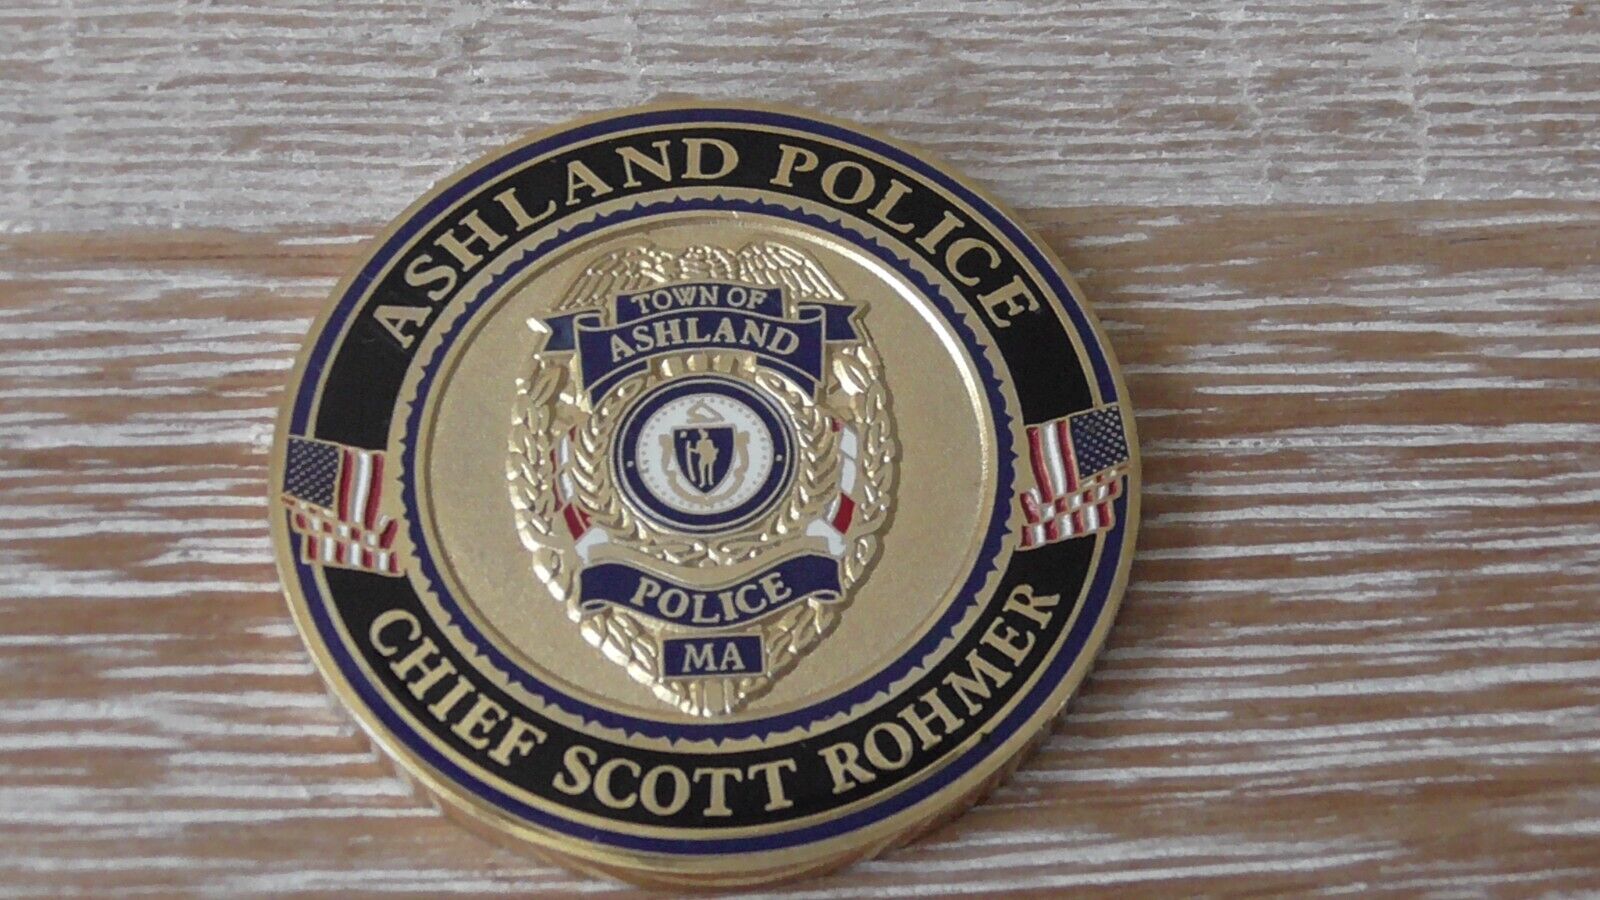 ASHLAND POLICE
TOWN OF
ASHLAND
POLICE
MA
CHIEF SCOTT ROHMER